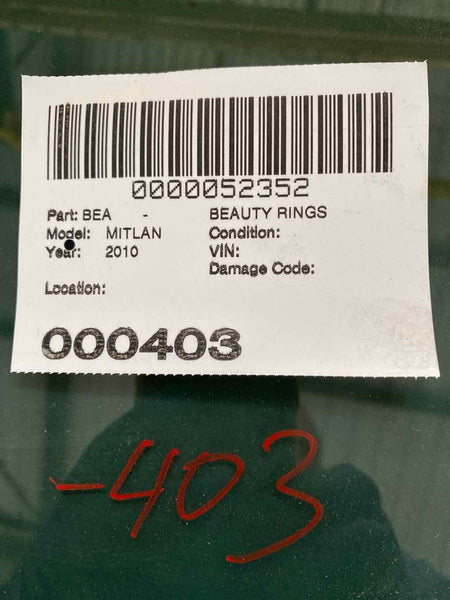 0000052352
Part: BEA - BEAUTY RINGS
Model: MITLAN Condition:
Year: 2010 VIN:
Damage Code:
Location:
000403
-403